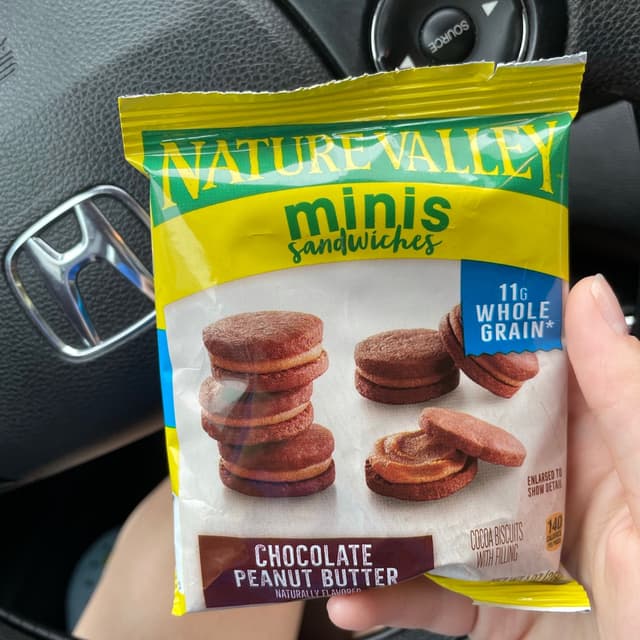 SOURCE
NATURE VALLEY
minis
sandwiches
11G
WHOLE
GRAIN*
ENLARGED TO
SHOW DETAIL
COCOA BISCUITS
WITH FILLING
140
CHOCOLATE
PEANUT BUTTER
NATURALLY FLAVORED